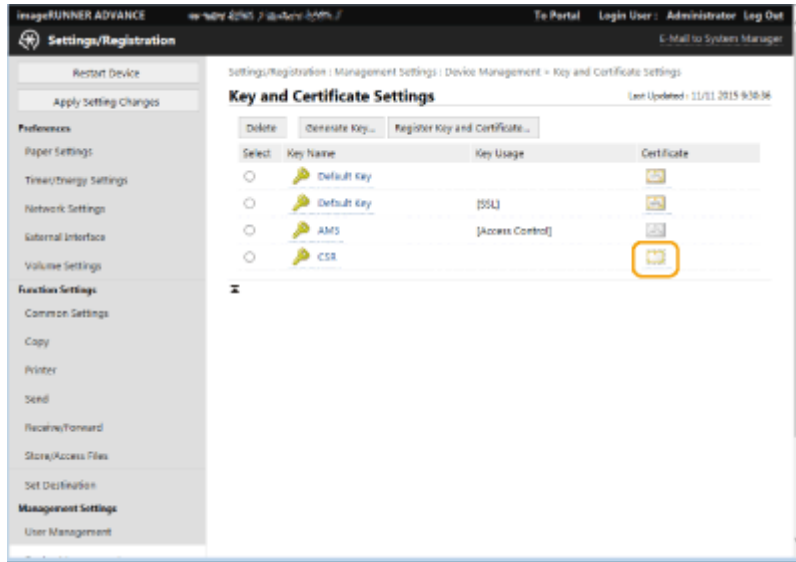 imageRUNNER ADVANCE
To Portal Login User : Administrator Log Out
Settings/Registration
E-Mail to System Manager
Restart Device
Apply Setting Changes
Preferences
Paper Settings
Timer/Energy Settings
Network Settings
External Interface
Volume Settings
Function Settings
Common Settings
Copy
Printer
Send
Receive/Forward
Store/Access Files
Set Destination
Management Settings
User Management
Settings/Registration : Management Settings : Device Management > Key and Certificate Settings
Key and Certificate Settings
Last Updated : 11/11 2015 9:30:36
Delete Generate Key... Register Key and Certificate...
Select Key Name Key Usage Certificate
Default Key
Default Key [SSL]
AMS [Access Control]
CSR